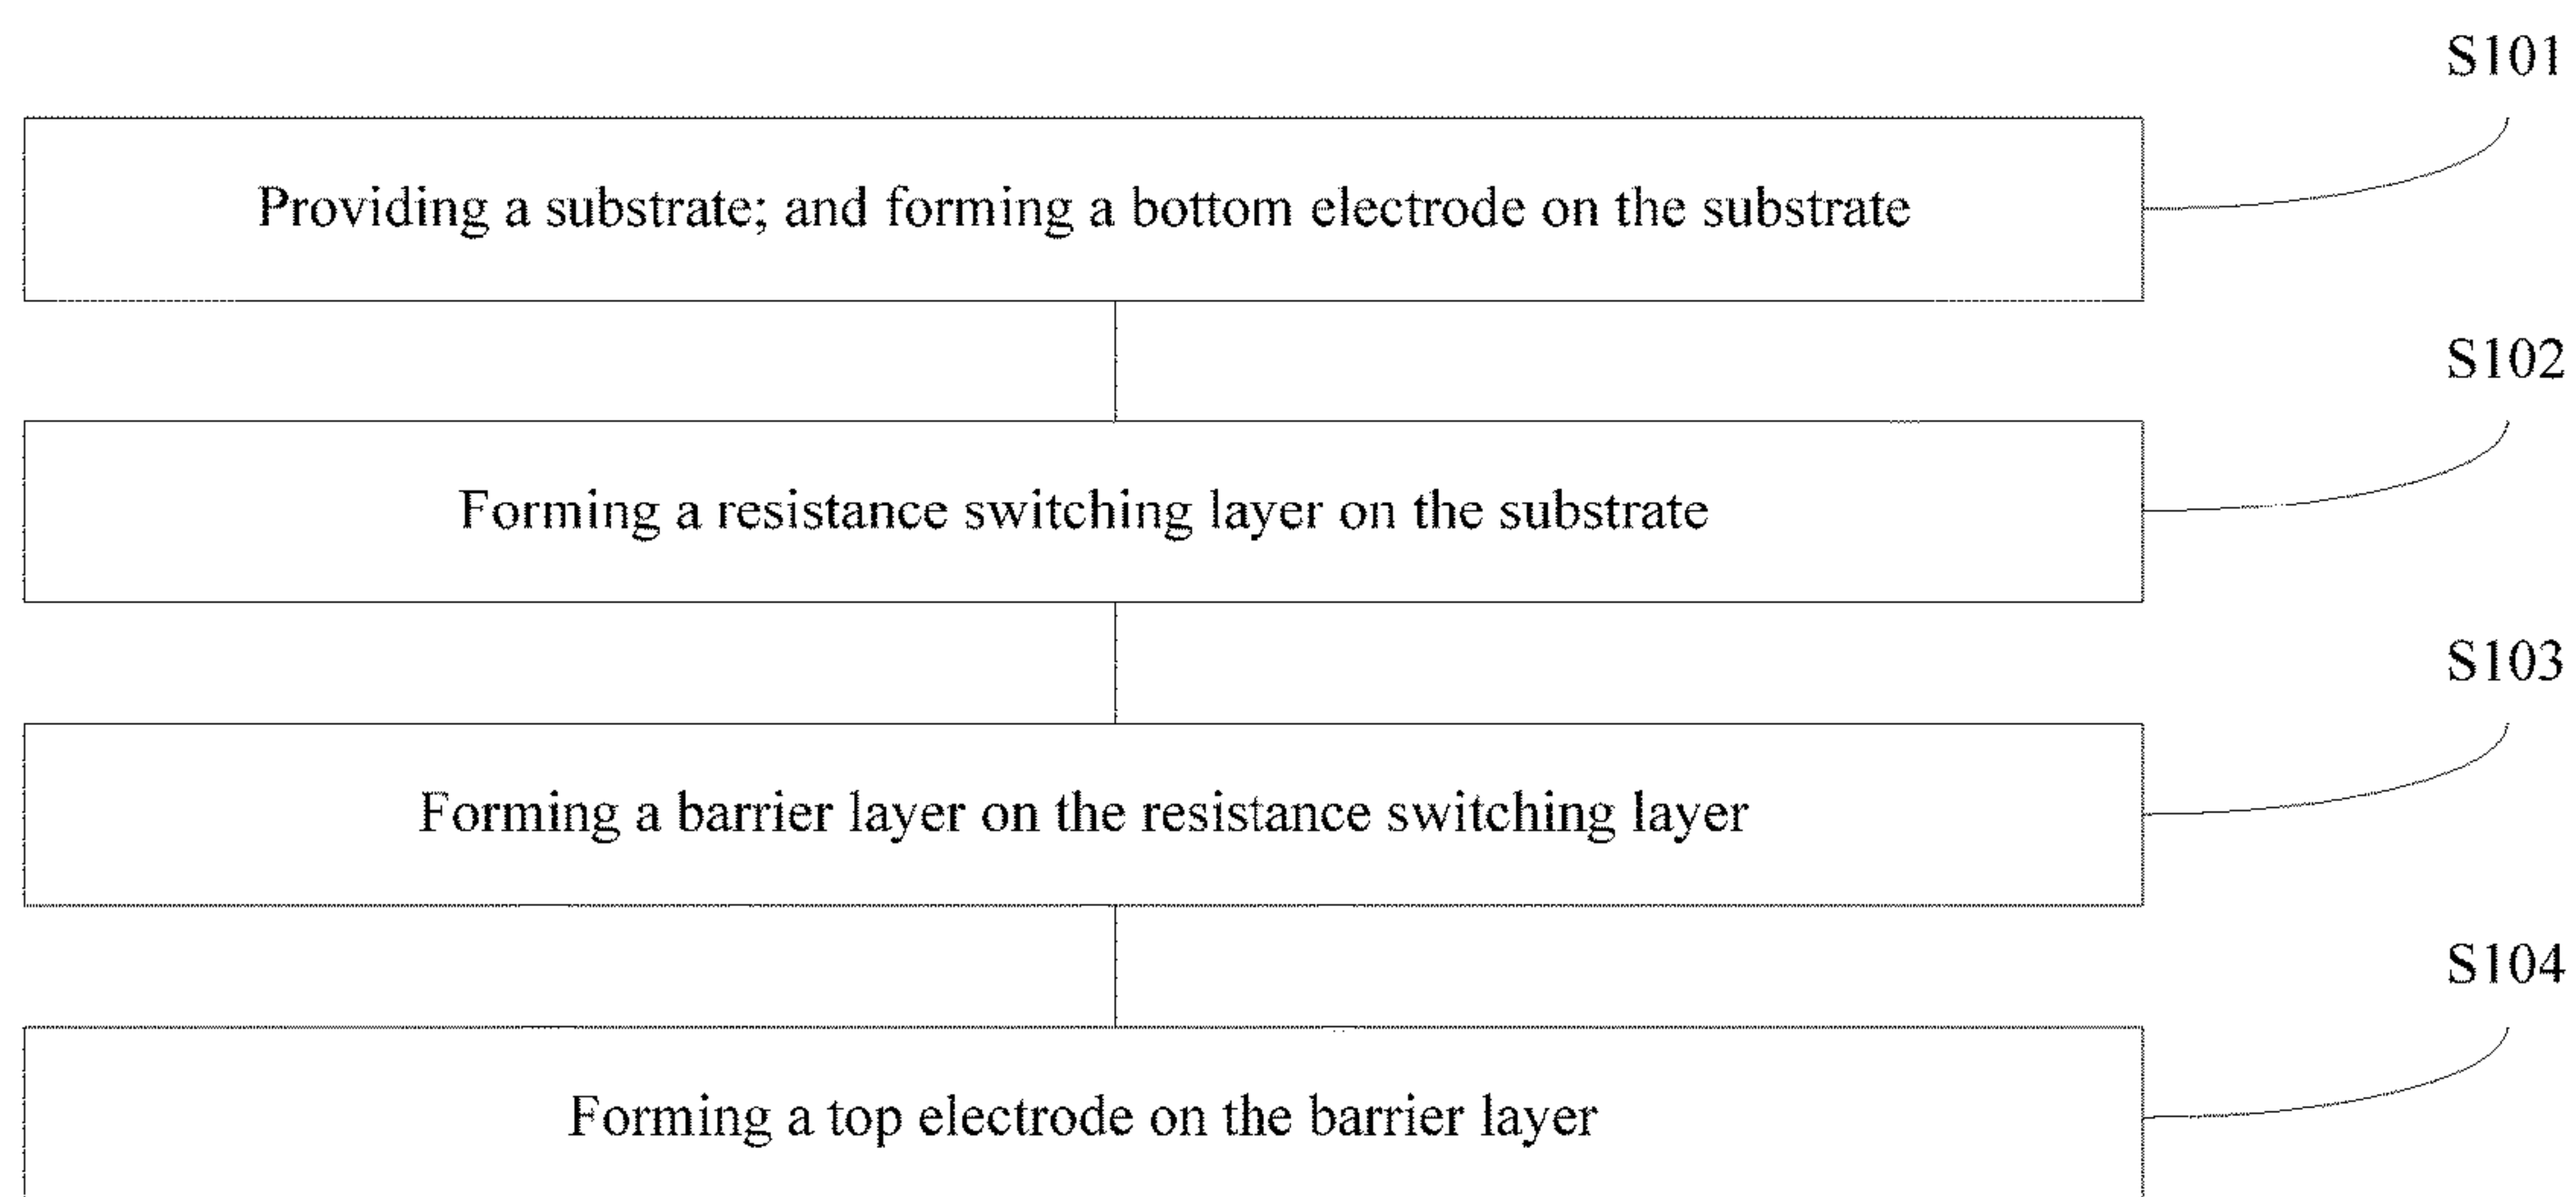 S101
Providing a substrate; and forming a bottom electrode on the substrate
S102
Forming a resistance switching layer on the substrate
S103
Forming a barrier layer on the resistance switching layer
S104
Forming a top electrode on the barrier layer